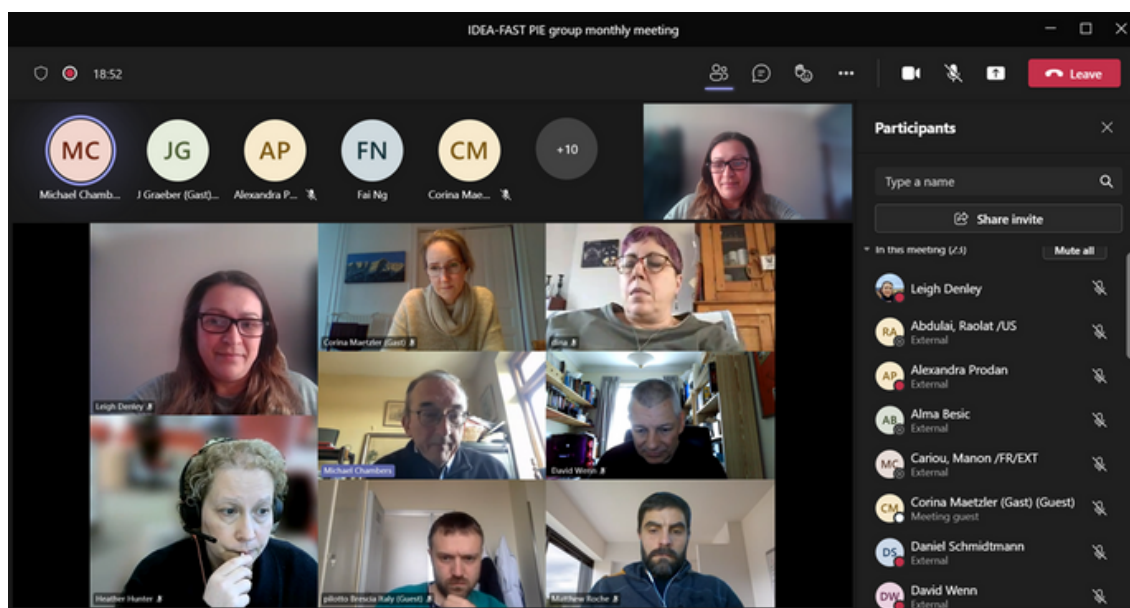 IDEA-FAST PIE group monthly meeting
18:52
Leave
MC
JG
AP
FN
CM
+10
Michael Chamb...
J Graeber (Gast)...
Alexandra P...
Fai Ng
Corina Mae...
Participants
Type a name
Share invite
In this meeting (23)
Mute all
Leigh Denley
RA
Abdulai, Raolat /US
External
AP
Alexandra Prodan
External
AB
Alma Besic
External
MC
Cariou, Manon /FR/EXT
External
CM
Corina Maetzler (Gast) (Guest)
Meeting guest
DS
Daniel Schmidtmann
External
DW
David Wenn
External
Corina Maetzler (Gast)
dina
Leigh Denley
Michael Chambers
David Wenn
Heather Hunter
pilotto Brescia Italy (Guest)
Matthew Roche